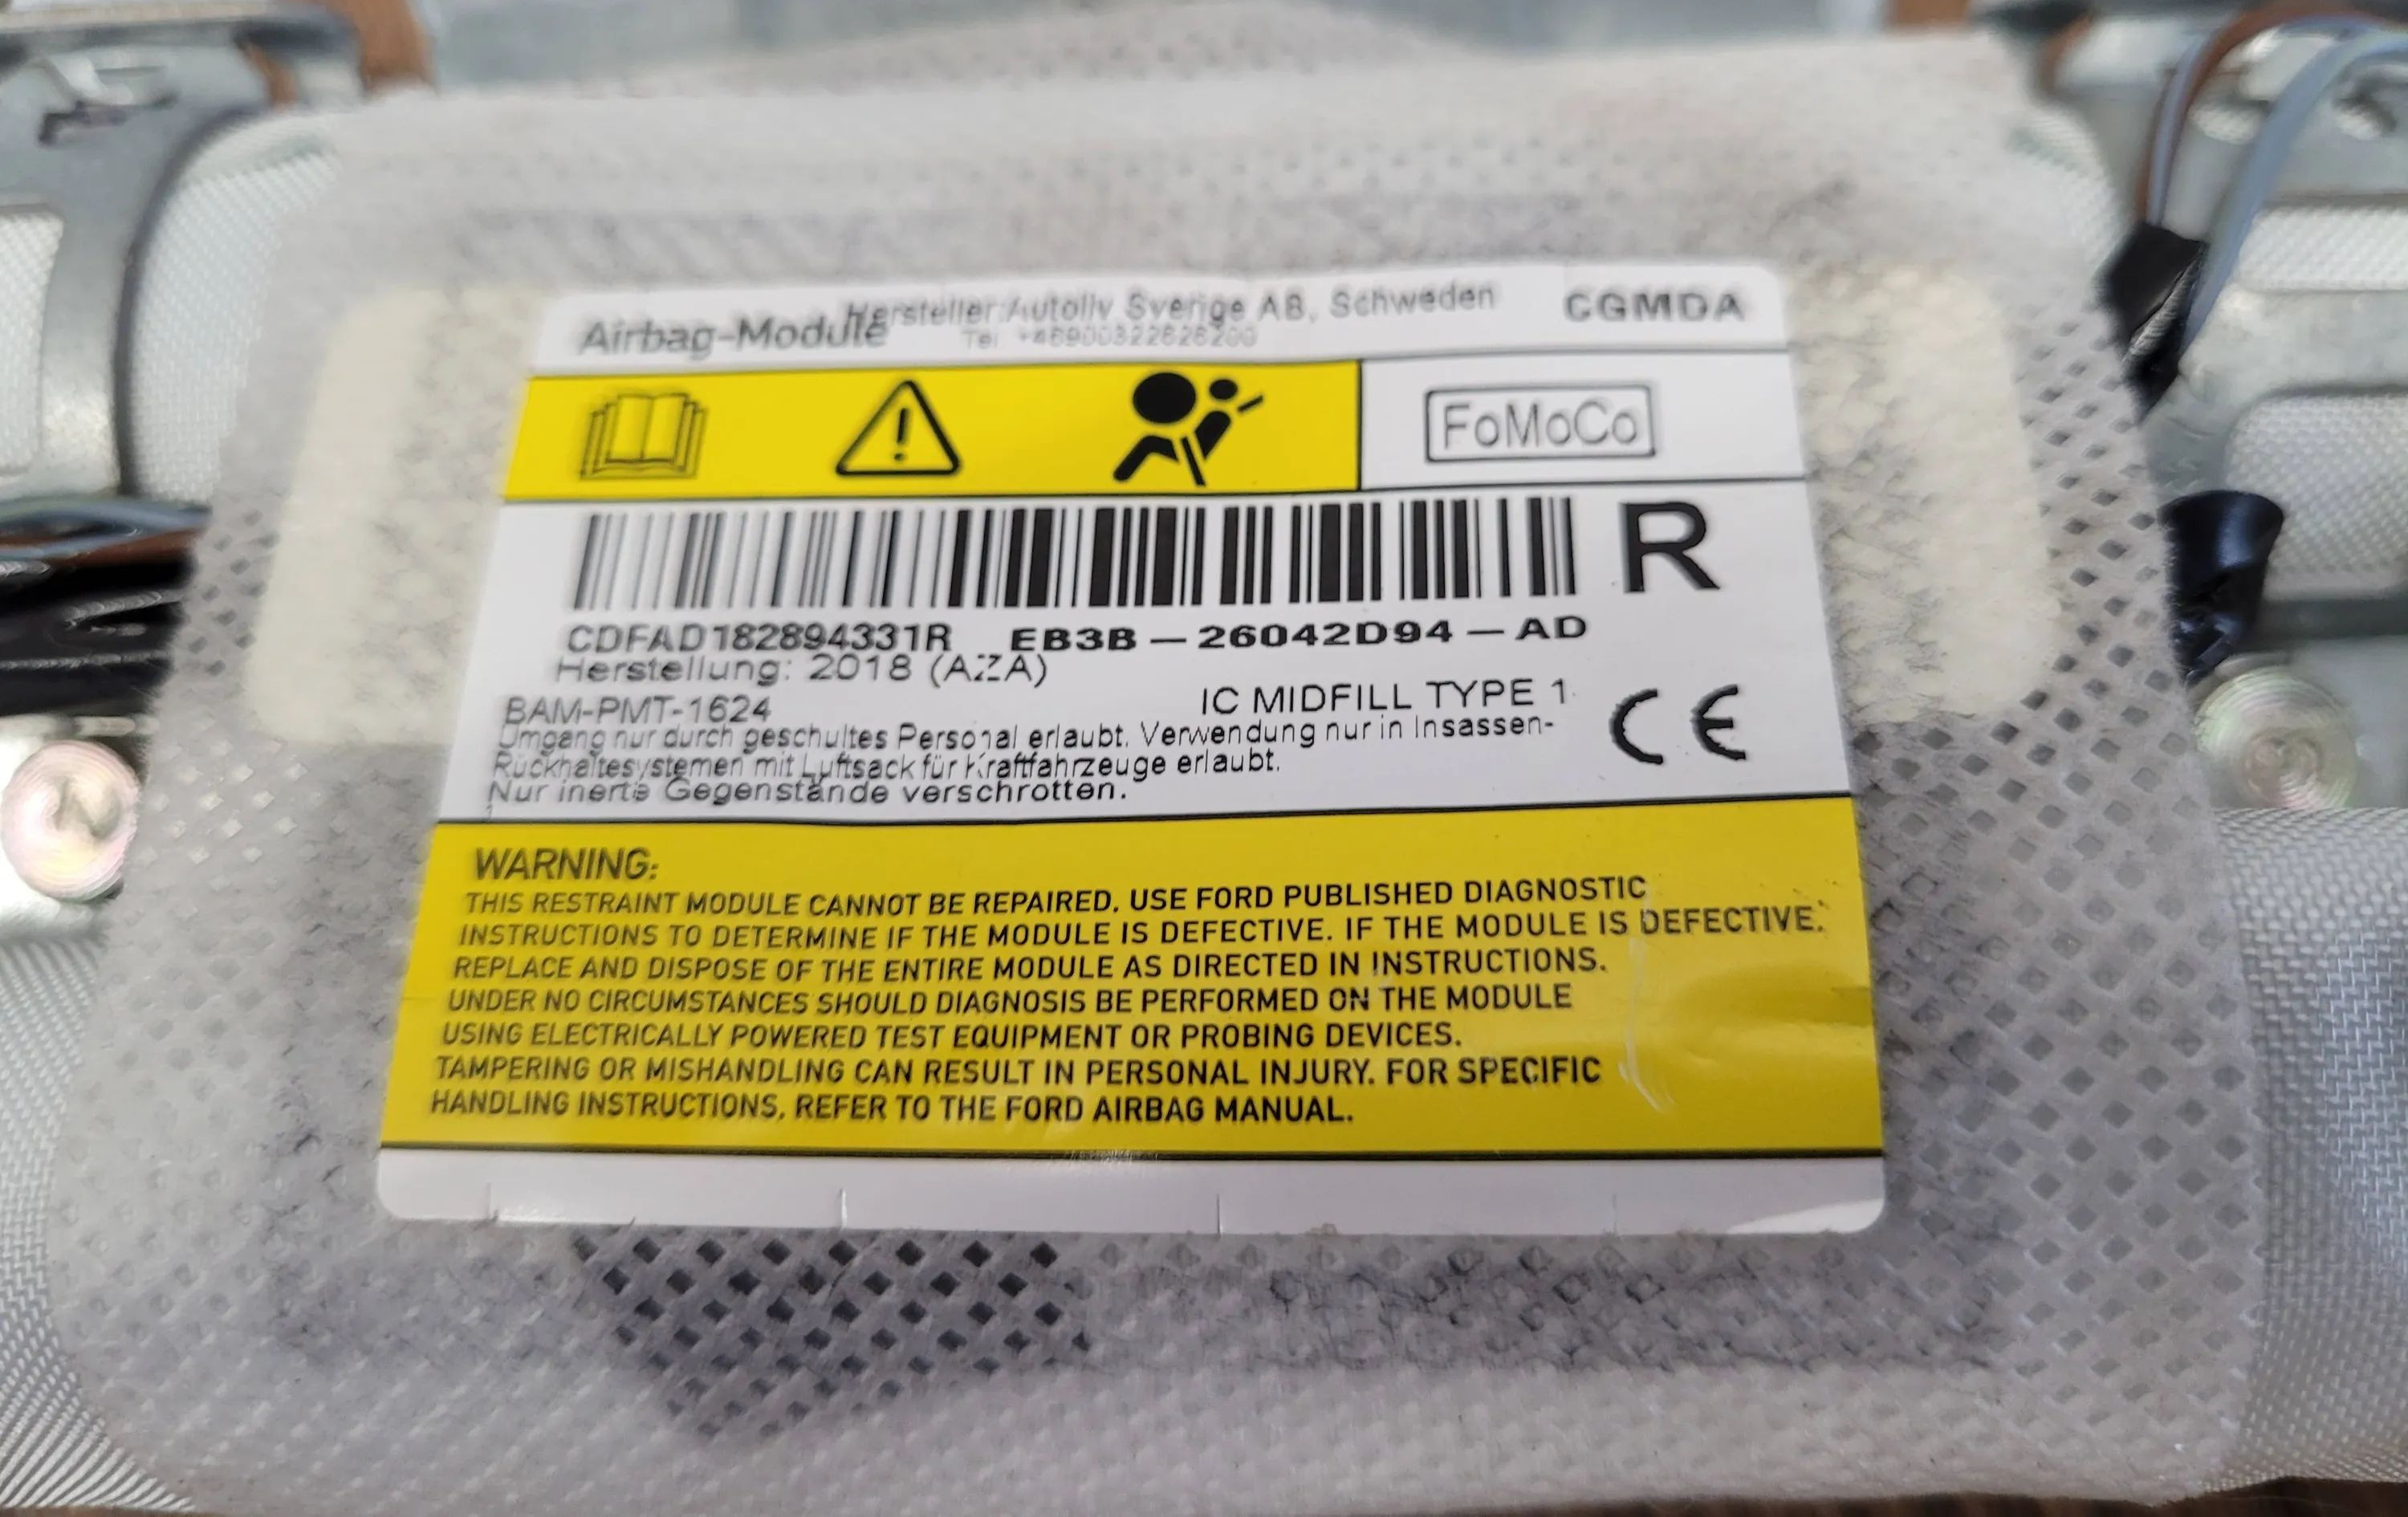 Airbag-Module Hersteller: Autoliv Sverige AB, Schweden CGMDA
Tel
FoMoCo
R
CDFAD182894331R EB3B-26042D94-AD
Herstellung: 2018 (AZA)
BAM-PMT-1624 IC MIDFILL TYPE 1
Umgang nur durch geschultes Personal erlaubt. Verwendung nur in Insassen-
Rückhaltesystemen mit Luftsack für Kraftfahrzeuge erlaubt.
Nur inerte Gegenstände verschrotten.
CE
WARNING:
THIS RESTRAINT MODULE CANNOT BE REPAIRED. USE FORD PUBLISHED DIAGNOSTIC
INSTRUCTIONS TO DETERMINE IF THE MODULE IS DEFECTIVE. IF THE MODULE IS DEFECTIVE.
REPLACE AND DISPOSE OF THE ENTIRE MODULE AS DIRECTED IN INSTRUCTIONS.
UNDER NO CIRCUMSTANCES SHOULD DIAGNOSIS BE PERFORMED ON THE MODULE
USING ELECTRICALLY POWERED TEST EQUIPMENT OR PROBING DEVICES.
TAMPERING OR MISHANDLING CAN RESULT IN PERSONAL INJURY. FOR SPECIFIC
HANDLING INSTRUCTIONS, REFER TO THE FORD AIRBAG MANUAL.